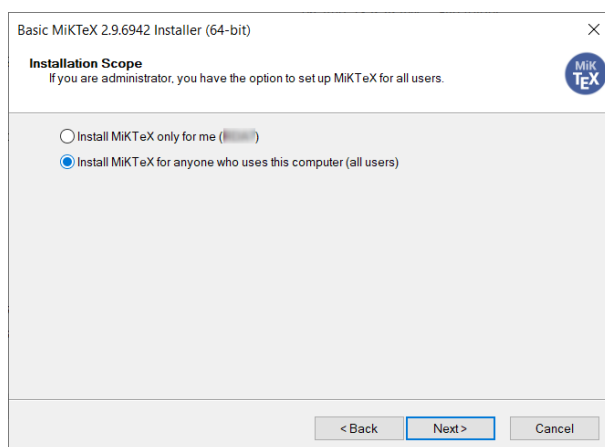 Basic MiKTeX 2.9.6942 Installer (64-bit)
Installation Scope
If you are administrator, you have the option to set up MiKTeX for all users.
MiK
TEX
Install MiKTeX only for me ( )
Install MiKTeX for anyone who uses this computer (all users)
< Back
Next >
Cancel